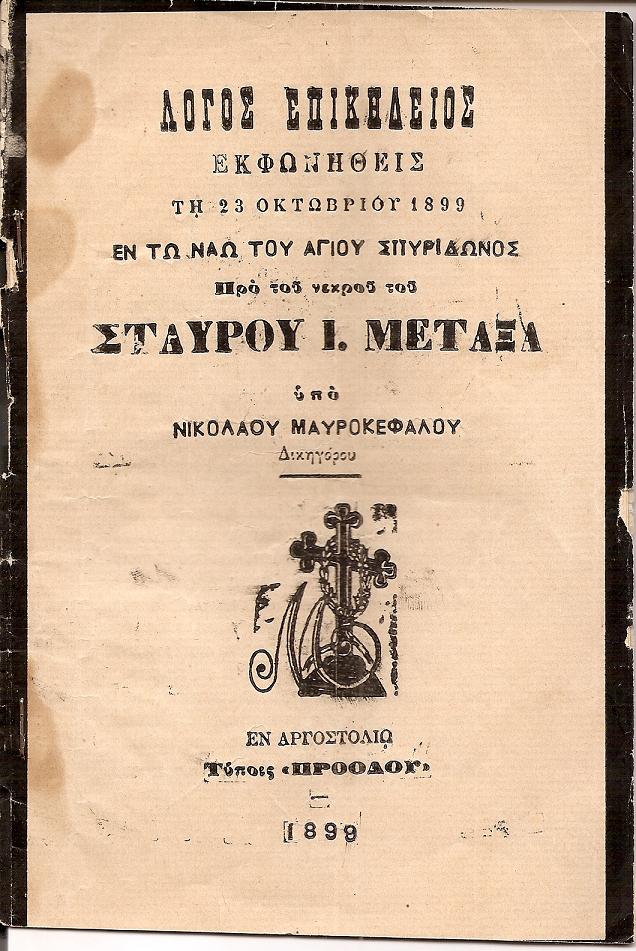 ΛΟΓΟΣ ΕΠΙΚΗΔΕΙΟΣ
ΕΚΦΩΝΗΘΕΙΣ
ΤΗ 23 ΟΚΤΩΒΡΙΟΥ 1899
ΕΝ ΤΩ ΝΑΩ ΤΟΥ ΑΓΙΟΥ ΣΠΥΡΙΔΩΝΟΣ
Πρὸ τοῦ νεκροῦ τοῦ
ΣΤΑΥΡΟΥ Ι. ΜΕΤΑΞΑ
ὑπὸ
ΝΙΚΟΛΑΟΥ ΜΑΥΡΟΚΕΦΑΛΟΥ
Δικηγόρου
ΕΝ ΑΡΓΟΣΤΟΛΙῼ
Τύποις «ΠΡΟΟΔΟΥ»
1899